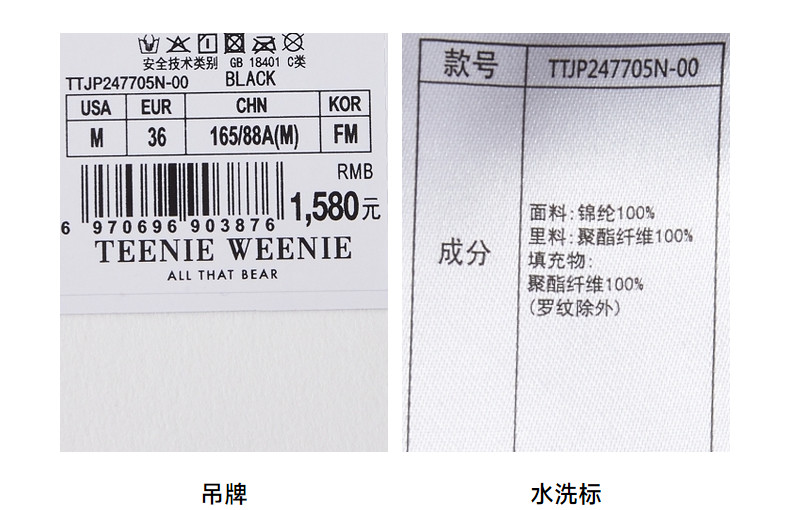 安全技术类别 GB 18401 C类
TTJP247705N-00 BLACK
USA EUR CHN KOR
M 36 165/88A(M) FM
RMB
1,580元
6 970696 903876
TEENIE WEENIE
ALL THAT BEAR
吊牌
款号 TTJP247705N-00
成分
面料:锦纶100%
里料:聚酯纤维100%
填充物:
聚酯纤维100%
(罗纹除外)
水洗标